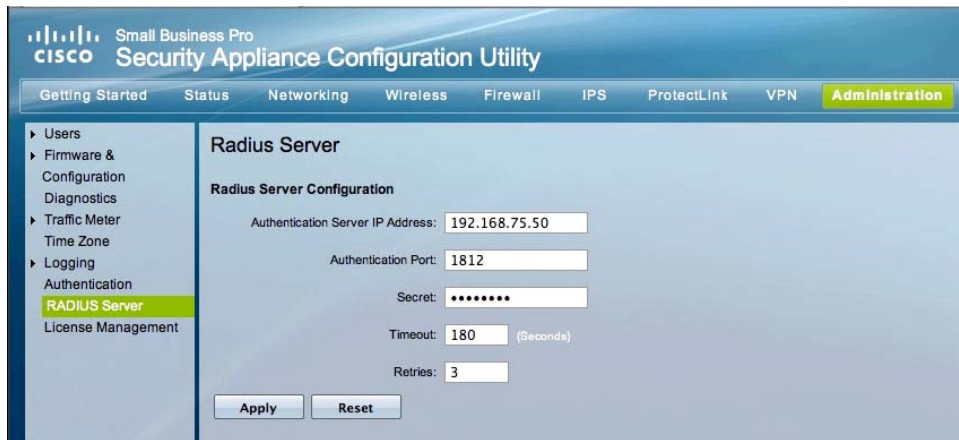 Small Business Pro
CISCO Security Appliance Configuration Utility
Getting Started Status Networking Wireless Firewall IPS ProtectLink VPN Administration
Users
Firmware &
Configuration
Diagnostics
Traffic Meter
Time Zone
Logging
Authentication
RADIUS Server
License Management
Radius Server
Radius Server Configuration
Authentication Server IP Address: 192.168.75.50
Authentication Port: 1812
Secret: ••••••••
Timeout: 180 (Seconds)
Retries: 3
Apply Reset